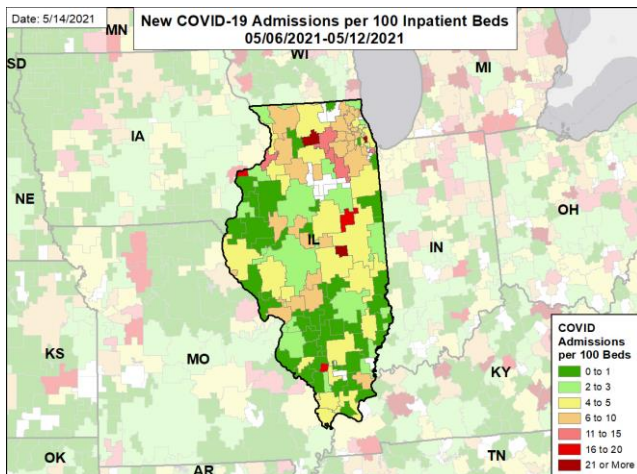 Date: 5/14/2021
New COVID-19 Admissions per 100 Inpatient Beds
05/06/2021-05/12/2021
MN
SD
WI
MI
IA
NE
OH
IL
IN
KS
MO
KY
OK
AR
TN
COVID
Admissions
per 100 Beds
0 to 1
2 to 3
4 to 5
6 to 10
11 to 15
16 to 20
21 or More